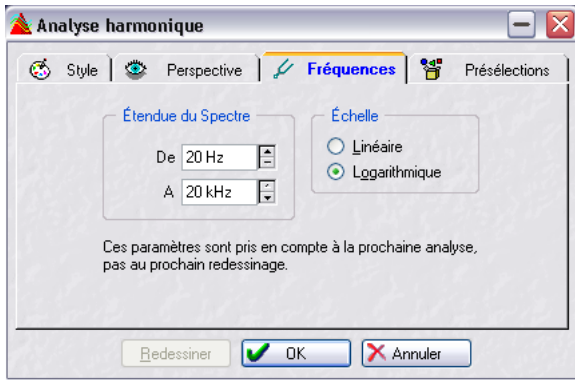 Analyse harmonique
Style Perspective Fréquences Présélections
Étendue du Spectre Échelle
De 20 Hz
A 20 kHz
Linéaire
Logarithmique
Ces paramètres sont pris en compte à la prochaine analyse,
pas au prochain redessinage.
Redessiner OK Annuler